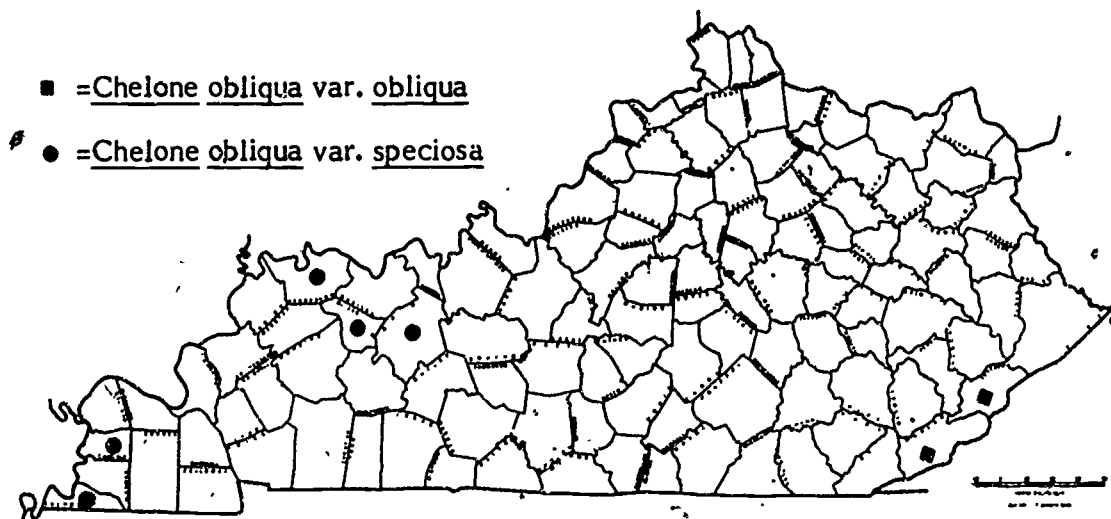 ■ =Chelone obliqua var. obliqua
● =Chelone obliqua var. speciosa